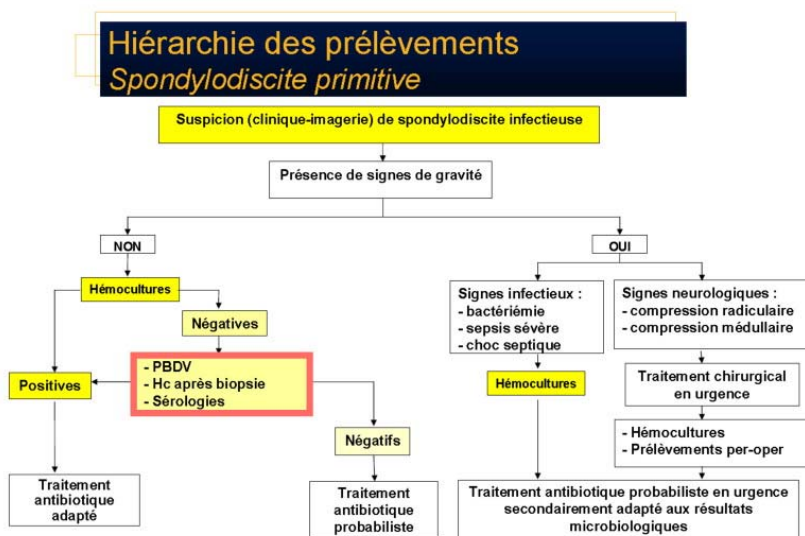 Hiérarchie des prélèvements
Spondylodiscite primitive
Suspicion (clinique-imagerie) de spondylodiscite infectieuse
Présence de signes de gravité
NON
OUI
Hémocultures
Négatives
Positives
- PBDV
- Hc après biopsie
- Sérologies
Négatifs
Traitement
antibiotique
adapté
Traitement
antibiotique
probabiliste
Signes infectieux :
- bactériémie
- sepsis sévère
- choc septique
Hémocultures
Signes neurologiques :
- compression radiculaire
- compression médullaire
Traitement chirurgical
en urgence
- Hémocultures
- Prélèvements per-oper
Traitement antibiotique probabiliste en urgence
secondairement adapté aux résultats
microbiologiques